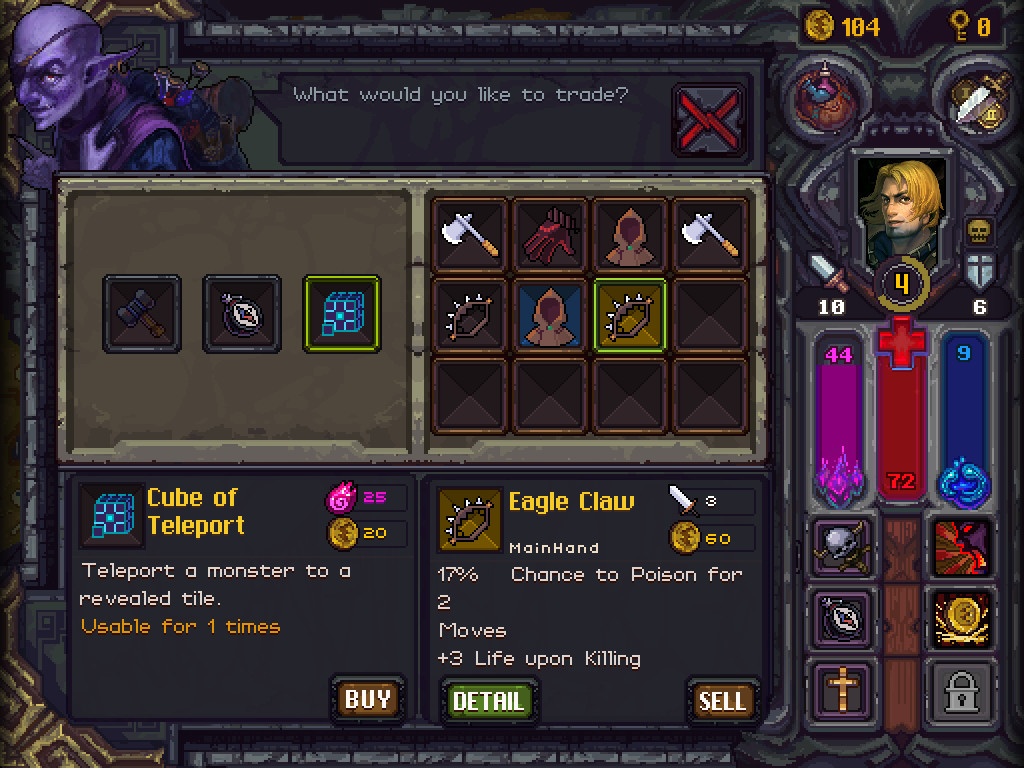 104
0
What would you like to trade?
4
10
6
44
9
72
Cube of
Teleport
25
20
Teleport a monster to a
revealed tile.
Usable for 1 times
BUY
Eagle Claw
3
60
MainHand
17% Chance to Poison for
2
Moves
+3 Life upon Killing
DETAIL
SELL